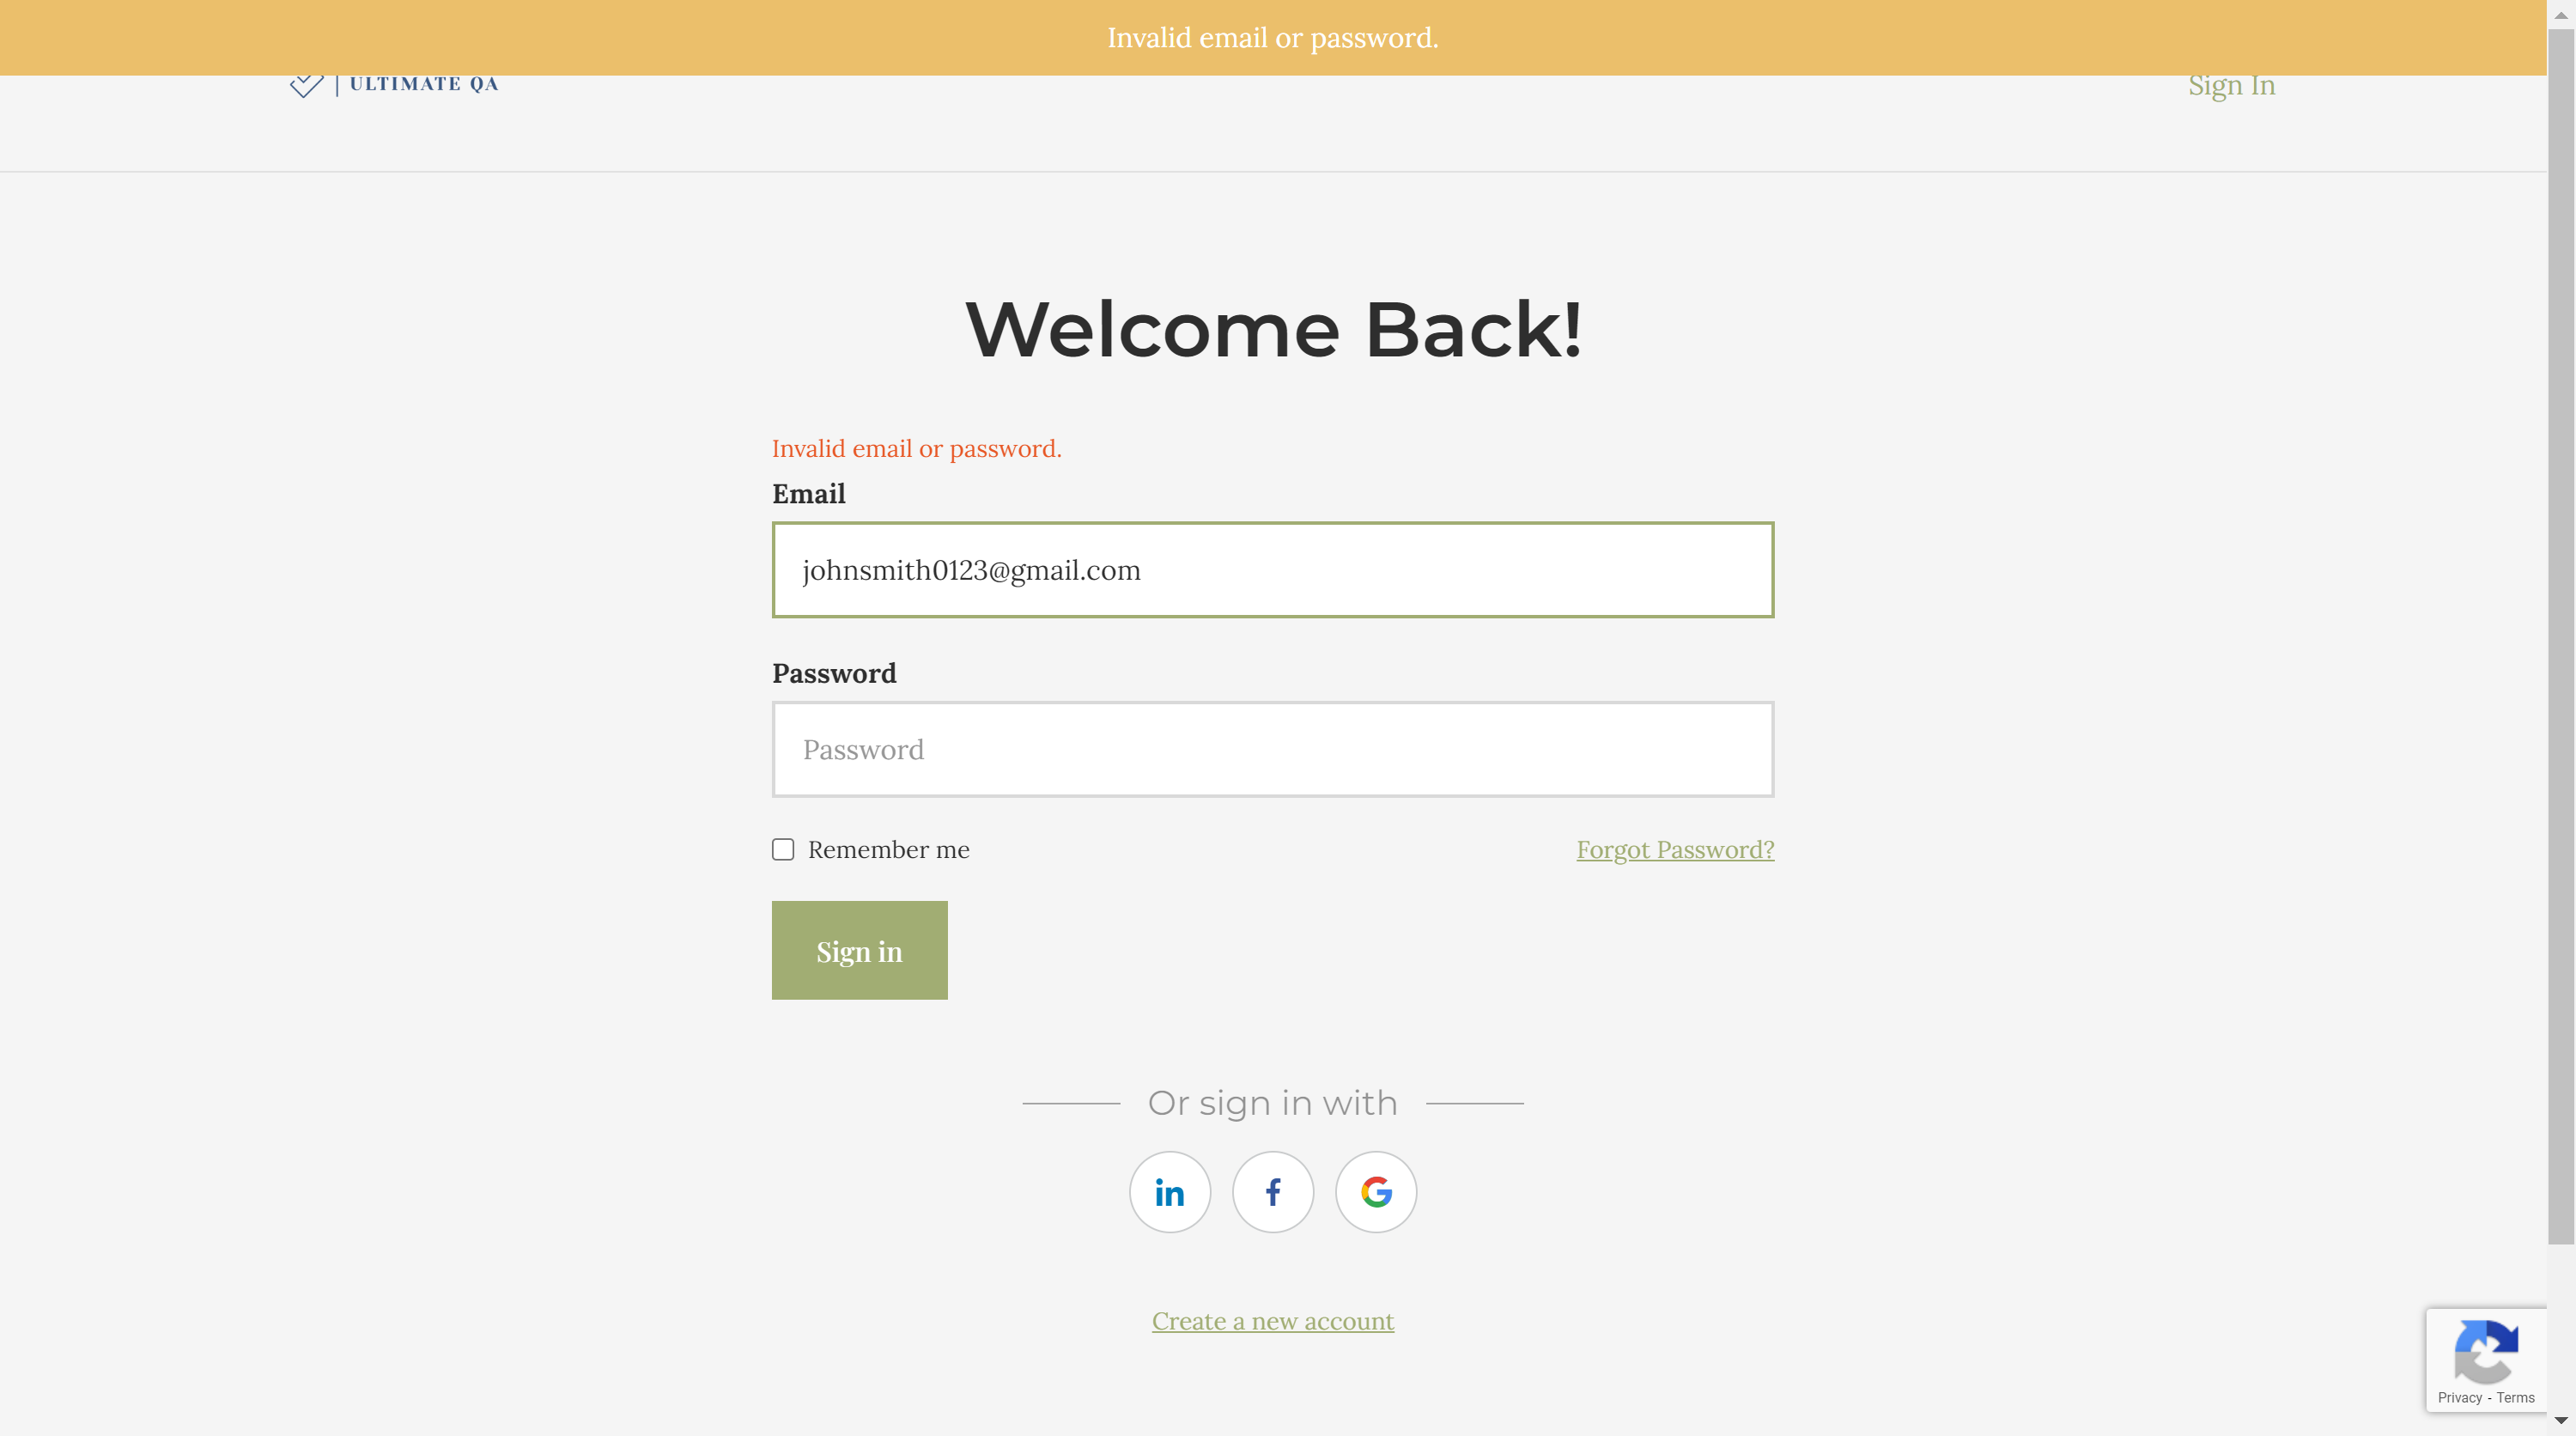 Invalid email or password.
ULTIMATE QA
Sign In
Welcome Back!
Invalid email or password.
Email
johnsmith0123@gmail.com
Password
Password
Remember me
Forgot Password?
Sign in
Or sign in with
in
f
G
Create a new account
Privacy - Terms